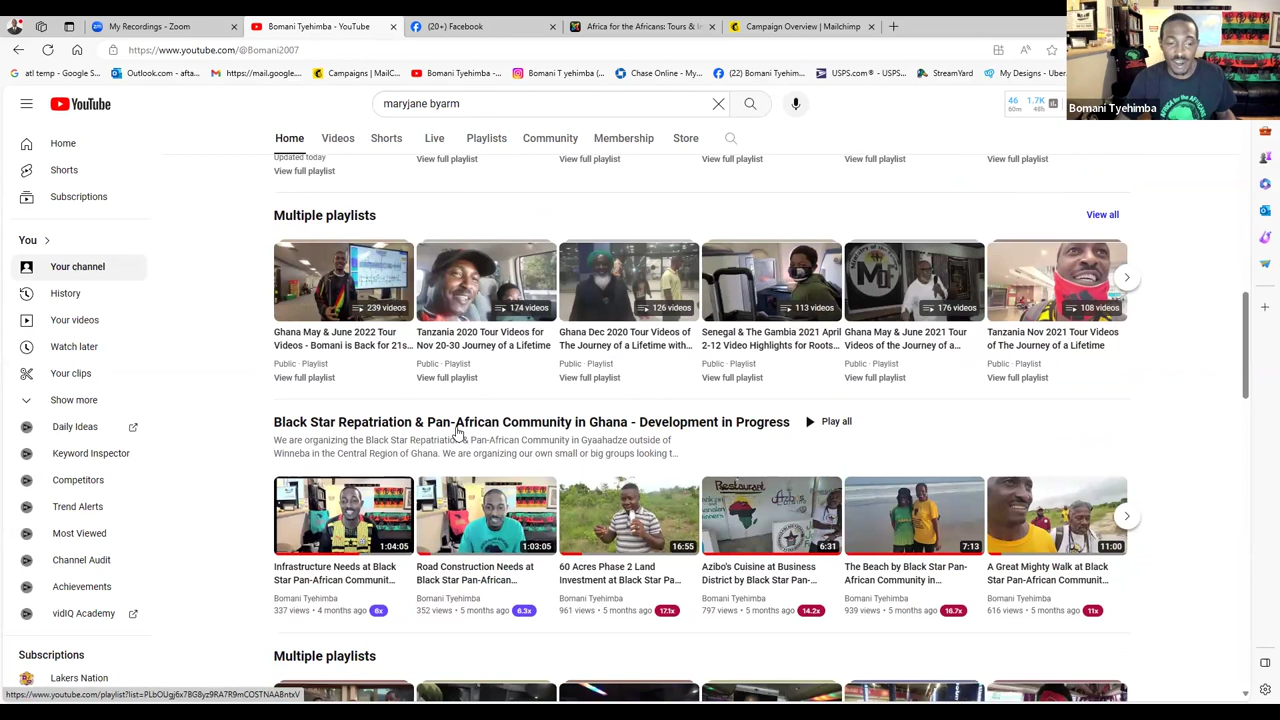 My Recordings - Zoom
Bomani Tyehimba - YouTube
(20+) Facebook
Africa for the Africans: Tours & I
Campaign Overview | Mailchimp
https://www.youtube.com/@Bomani2007
atl temp - Google S...
Outlook.com - afta...
https://mail.google....
Campaigns | MailC...
Bomani Tyehimba -...
Bomani T yehimba (...
Chase Online - My...
(22) Bomani Tyehim...
USPS.com® - USPS...
StreamYard
My Designs - Uber
Bomani Tyehimba
YouTube
maryjane byarm
46 1.7K
60m 48h
Home Videos Shorts Live Playlists Community Membership Store
Home
Shorts
Subscriptions
You
Your channel
History
Your videos
Watch later
Your clips
Show more
Daily Ideas
Keyword Inspector
Competitors
Trend Alerts
Most Viewed
Channel Audit
Achievements
vidIQ Academy
Subscriptions
Lakers Nation
Updated today
View full playlist
View full playlist
View full playlist
View full playlist
View full playlist
View full playlist
Multiple playlists
View all
239 videos
174 videos
126 videos
113 videos
176 videos
108 videos
Ghana May & June 2022 Tour
Videos - Bomani is Back for 21s...
Public · Playlist
View full playlist
Tanzania 2020 Tour Videos for
Nov 20-30 Journey of a Lifetime
Public · Playlist
View full playlist
Ghana Dec 2020 Tour Videos of
The Journey of a Lifetime with...
Public · Playlist
View full playlist
Senegal & The Gambia 2021 April
2-12 Video Highlights for Roots...
Public · Playlist
View full playlist
Ghana May & June 2021 Tour
Videos of the Journey of a...
Public · Playlist
View full playlist
Tanzania Nov 2021 Tour Videos
of The Journey of a Lifetime
Public · Playlist
View full playlist
Black Star Repatriation & Pan-African Community in Ghana - Development in Progress
Play all
We are organizing the Black Star Repatriation & Pan-African Community in Gyaahadze outside of
Winneba in the Central Region of Ghana. We are organizing our own small or big groups looking t...
1:04:05
1:03:05
16:55
Restaurant
6:31
7:13
11:00
Infrastructure Needs at Black
Star Pan-African Communit...
Bomani Tyehimba
337 views • 4 months ago 6x
Road Construction Needs at
Black Star Pan-African...
Bomani Tyehimba
352 views • 5 months ago 6.3x
60 Acres Phase 2 Land
Investment at Black Star Pa...
Bomani Tyehimba
961 views • 5 months ago 17.1x
Azibo's Cuisine at Business
District by Black Star Pan-...
Bomani Tyehimba
797 views • 5 months ago 14.2x
The Beach by Black Star Pan-
African Community in...
Bomani Tyehimba
939 views • 5 months ago 16.7x
A Great Mighty Walk at Black
Star Pan-African Communit...
Bomani Tyehimba
616 views • 5 months ago 11x
Multiple playlists